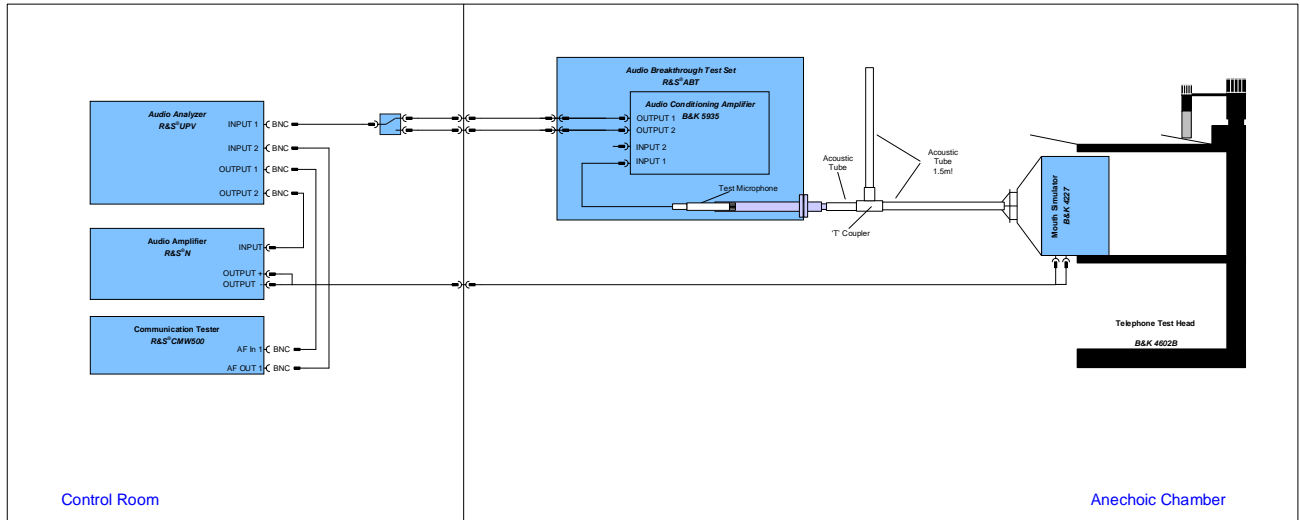 Audio Analyzer
R&S®UPV
INPUT 1
BNC
INPUT 2
BNC
OUTPUT 1
BNC
OUTPUT 2
BNC
Audio Amplifier
R&S®N
INPUT
OUTPUT +
OUTPUT -
Communication Tester
R&S®CMW500
AF In 1
BNC
AF OUT 1
BNC
Control Room
Audio Breakthrough Test Set
R&S®ABT
Audio Conditioning Amplifier
B&K 5935
OUTPUT 1
OUTPUT 2
INPUT 2
INPUT 1
Test Microphone
Acoustic
Tube
'T' Coupler
Acoustic
Tube
1.5m!
Mouth Simulator
B&K 4227
Telephone Test Head
B&K 4602B
Anechoic Chamber